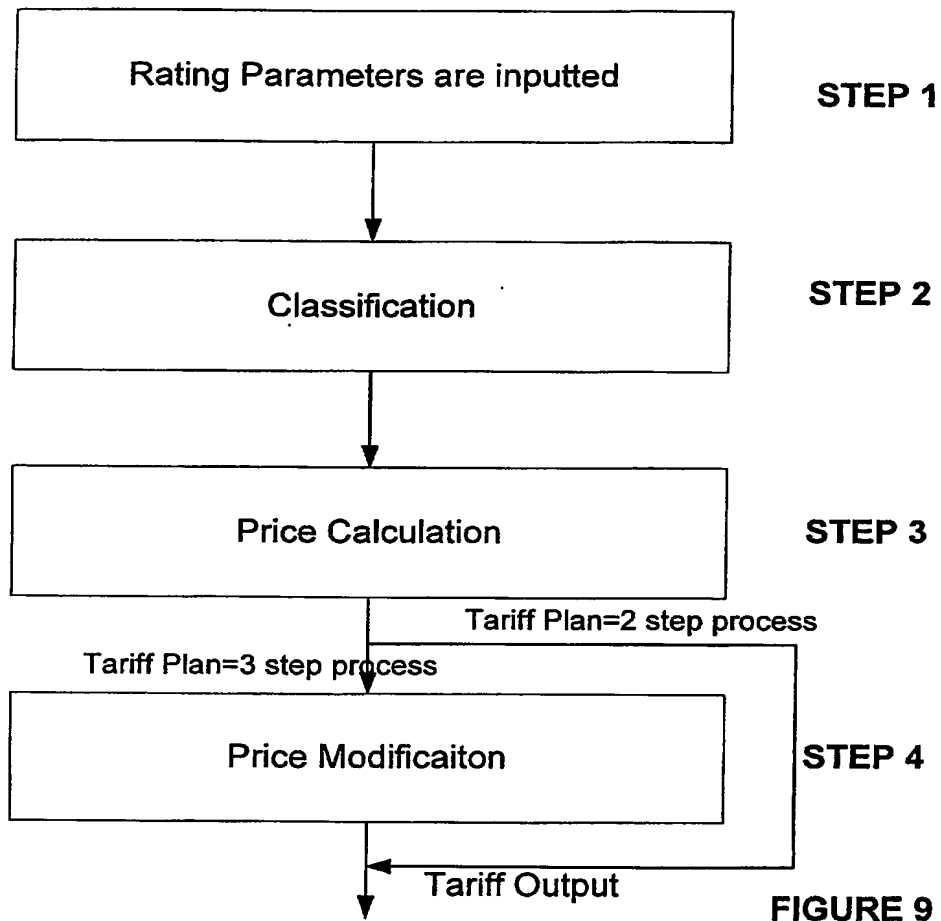 Rating Parameters are inputted
STEP 1
Classification
STEP 2
Price Calculation
STEP 3
Tariff Plan=2 step process
Tariff Plan=3 step process
Price Modificaiton
STEP 4
Tariff Output
FIGURE 9